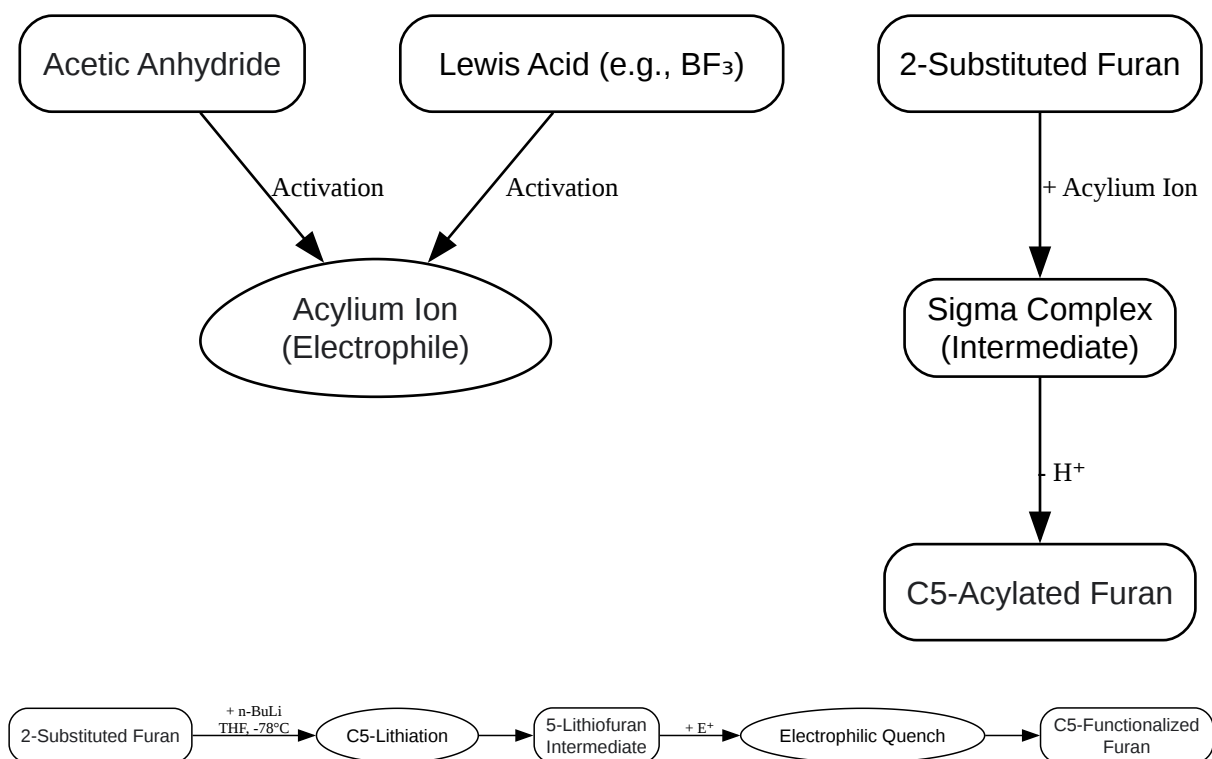 Acetic Anhydride
Lewis Acid (e.g., BF₃)
2-Substituted Furan
Activation
Activation
+ Acylium Ion
Acylium Ion
(Electrophile)
Sigma Complex
(Intermediate)
- H⁺
C5-Acylated Furan
2-Substituted Furan
+ n-BuLi
THF, -78°C
C5-Lithiation
5-Lithiofuran
Intermediate
+ E⁺
Electrophilic Quench
C5-Functionalized
Furan